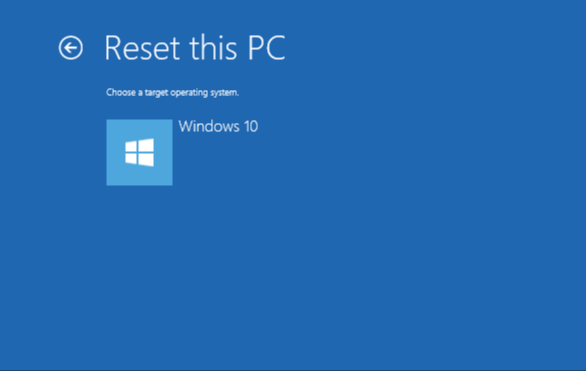 Reset this PC
Choose a target operating system.
Windows 10